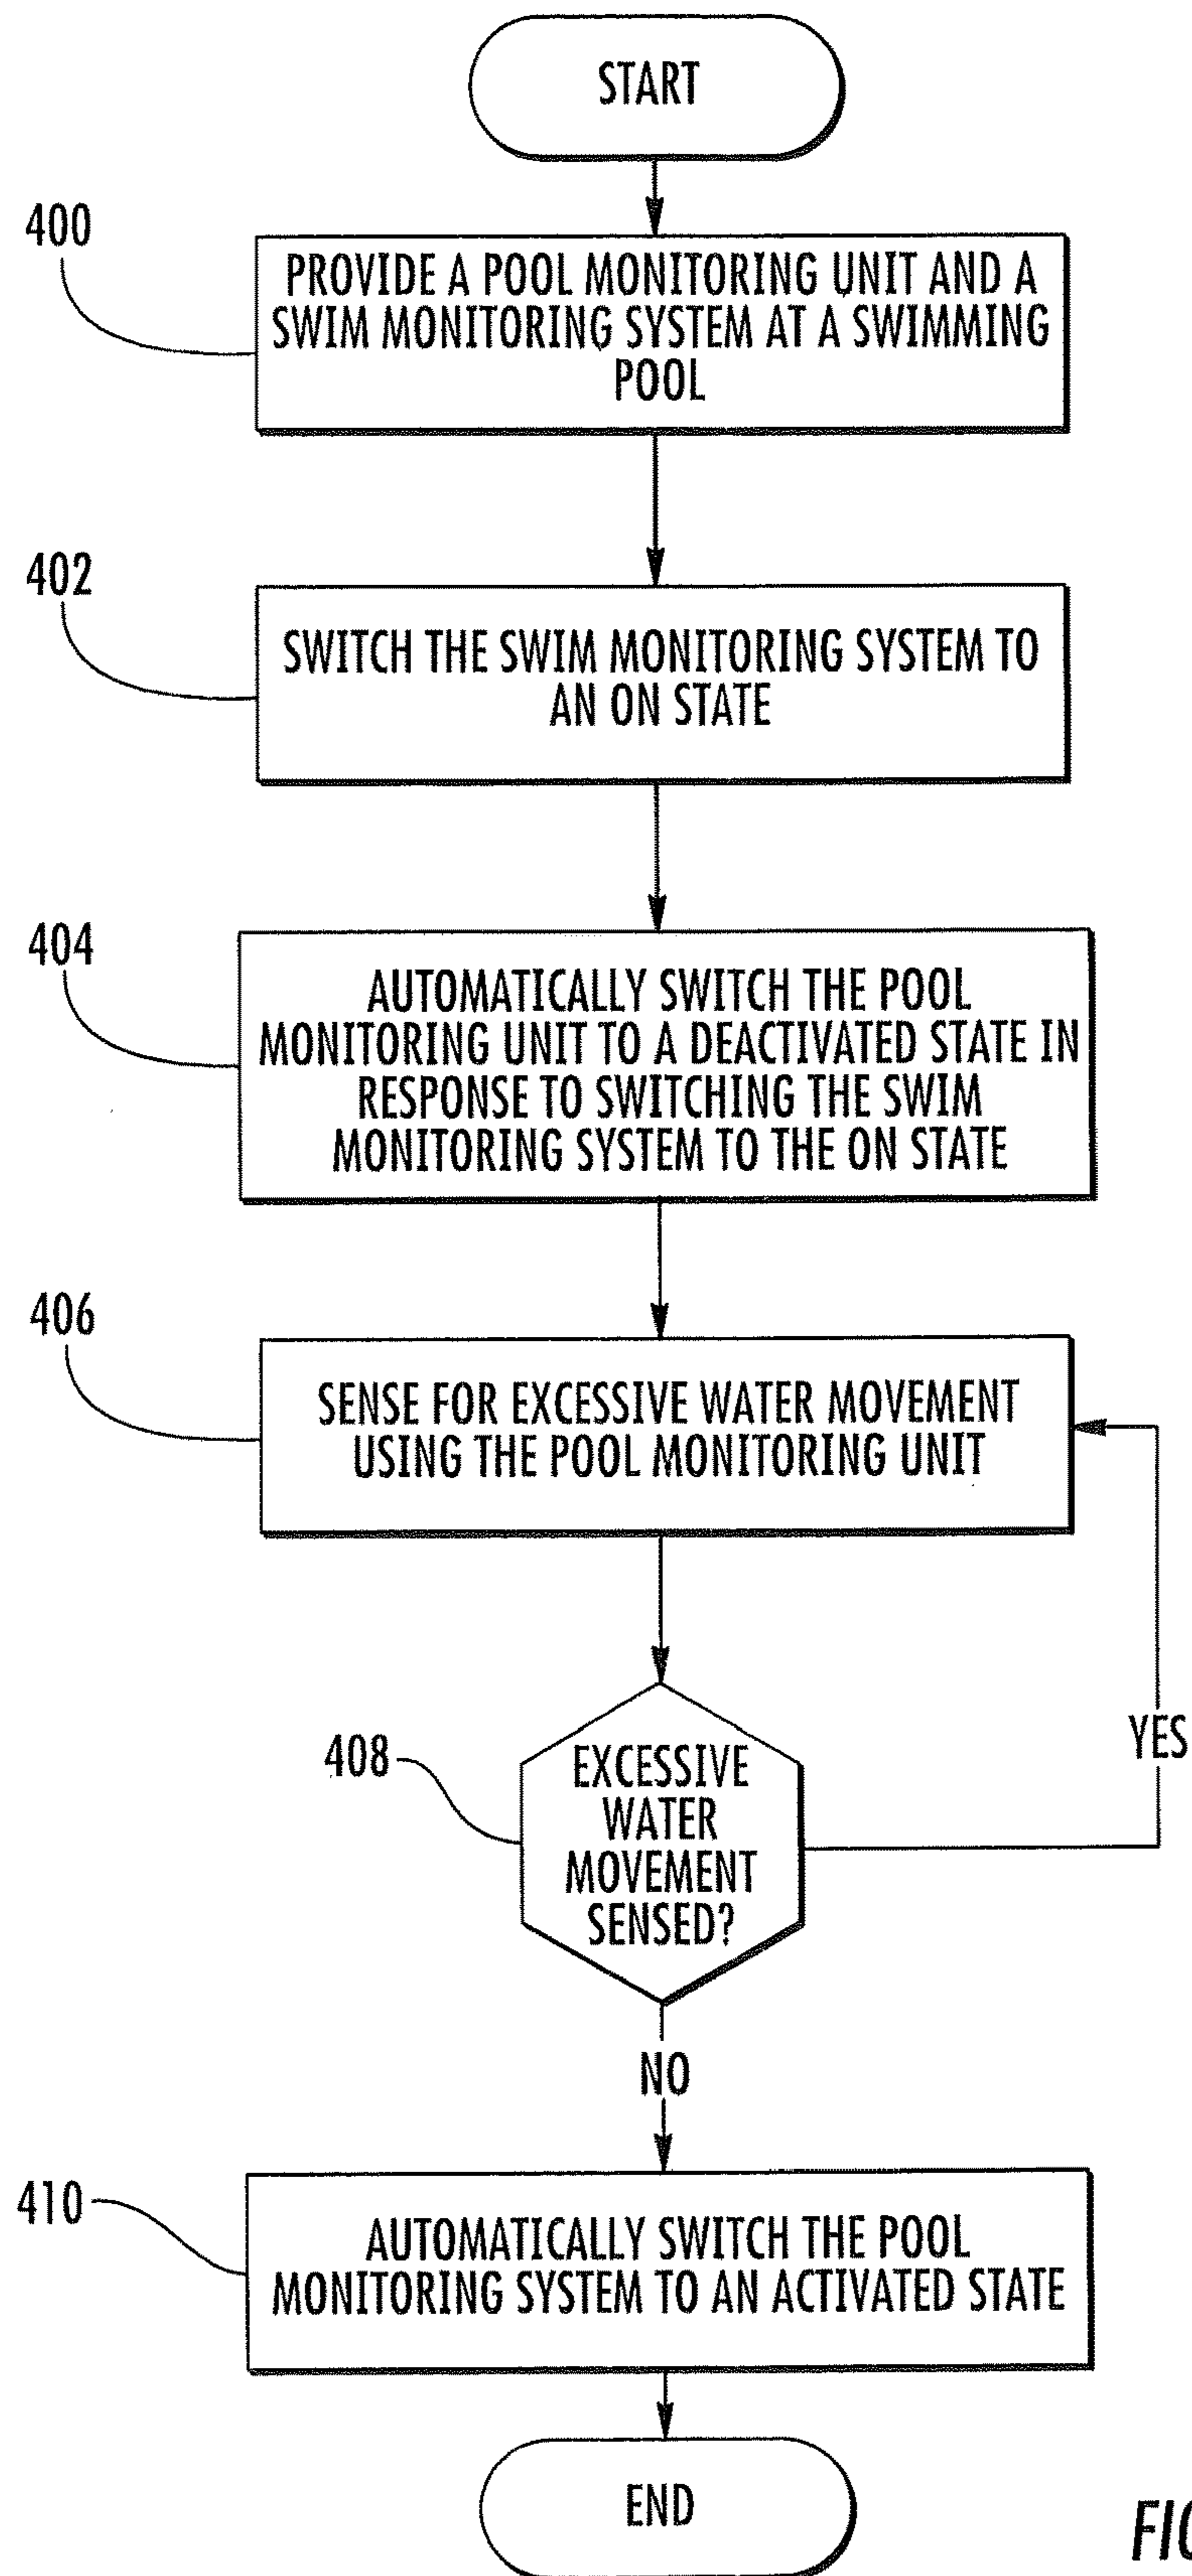 START
400
PROVIDE A POOL MONITORING UNIT AND A
SWIM MONITORING SYSTEM AT A SWIMMING
POOL
402
SWITCH THE SWIM MONITORING SYSTEM TO
AN ON STATE
404
AUTOMATICALLY SWITCH THE POOL
MONITORING UNIT TO A DEACTIVATED STATE IN
RESPONSE TO SWITCHING THE SWIM
MONITORING SYSTEM TO THE ON STATE
406
SENSE FOR EXCESSIVE WATER MOVEMENT
USING THE POOL MONITORING UNIT
408
EXCESSIVE
WATER
MOVEMENT
SENSED?
YES
NO
410
AUTOMATICALLY SWITCH THE POOL
MONITORING SYSTEM TO AN ACTIVATED STATE
END